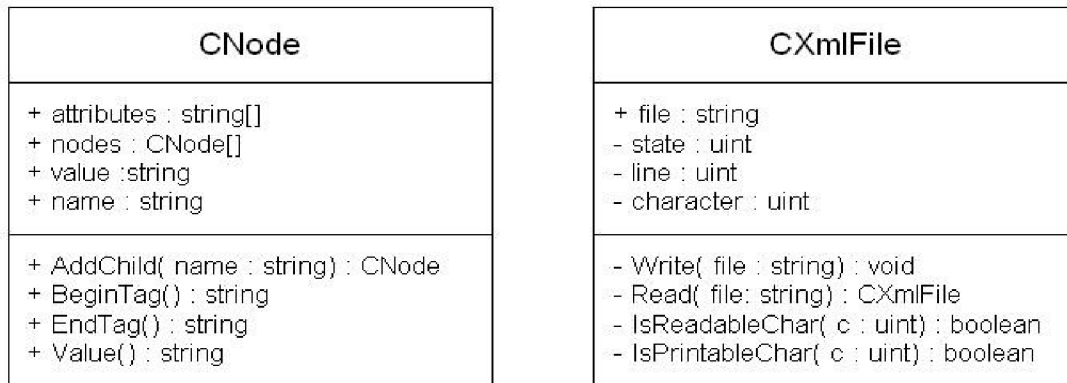 CNode
+ attributes : string[]
+ nodes : CNode[]
+ value :string
+ name : string
+ AddChild( name : string) : CNode
+ BeginTag() : string
+ EndTag() : string
+ Value() : string
CXmlFile
+ file : string
- state : uint
- line : uint
- character : uint
- Write( file : string) : void
- Read( file: string) : CXmlFile
- IsReadableChar( c : uint) : boolean
- IsPrintableChar( c : uint) : boolean